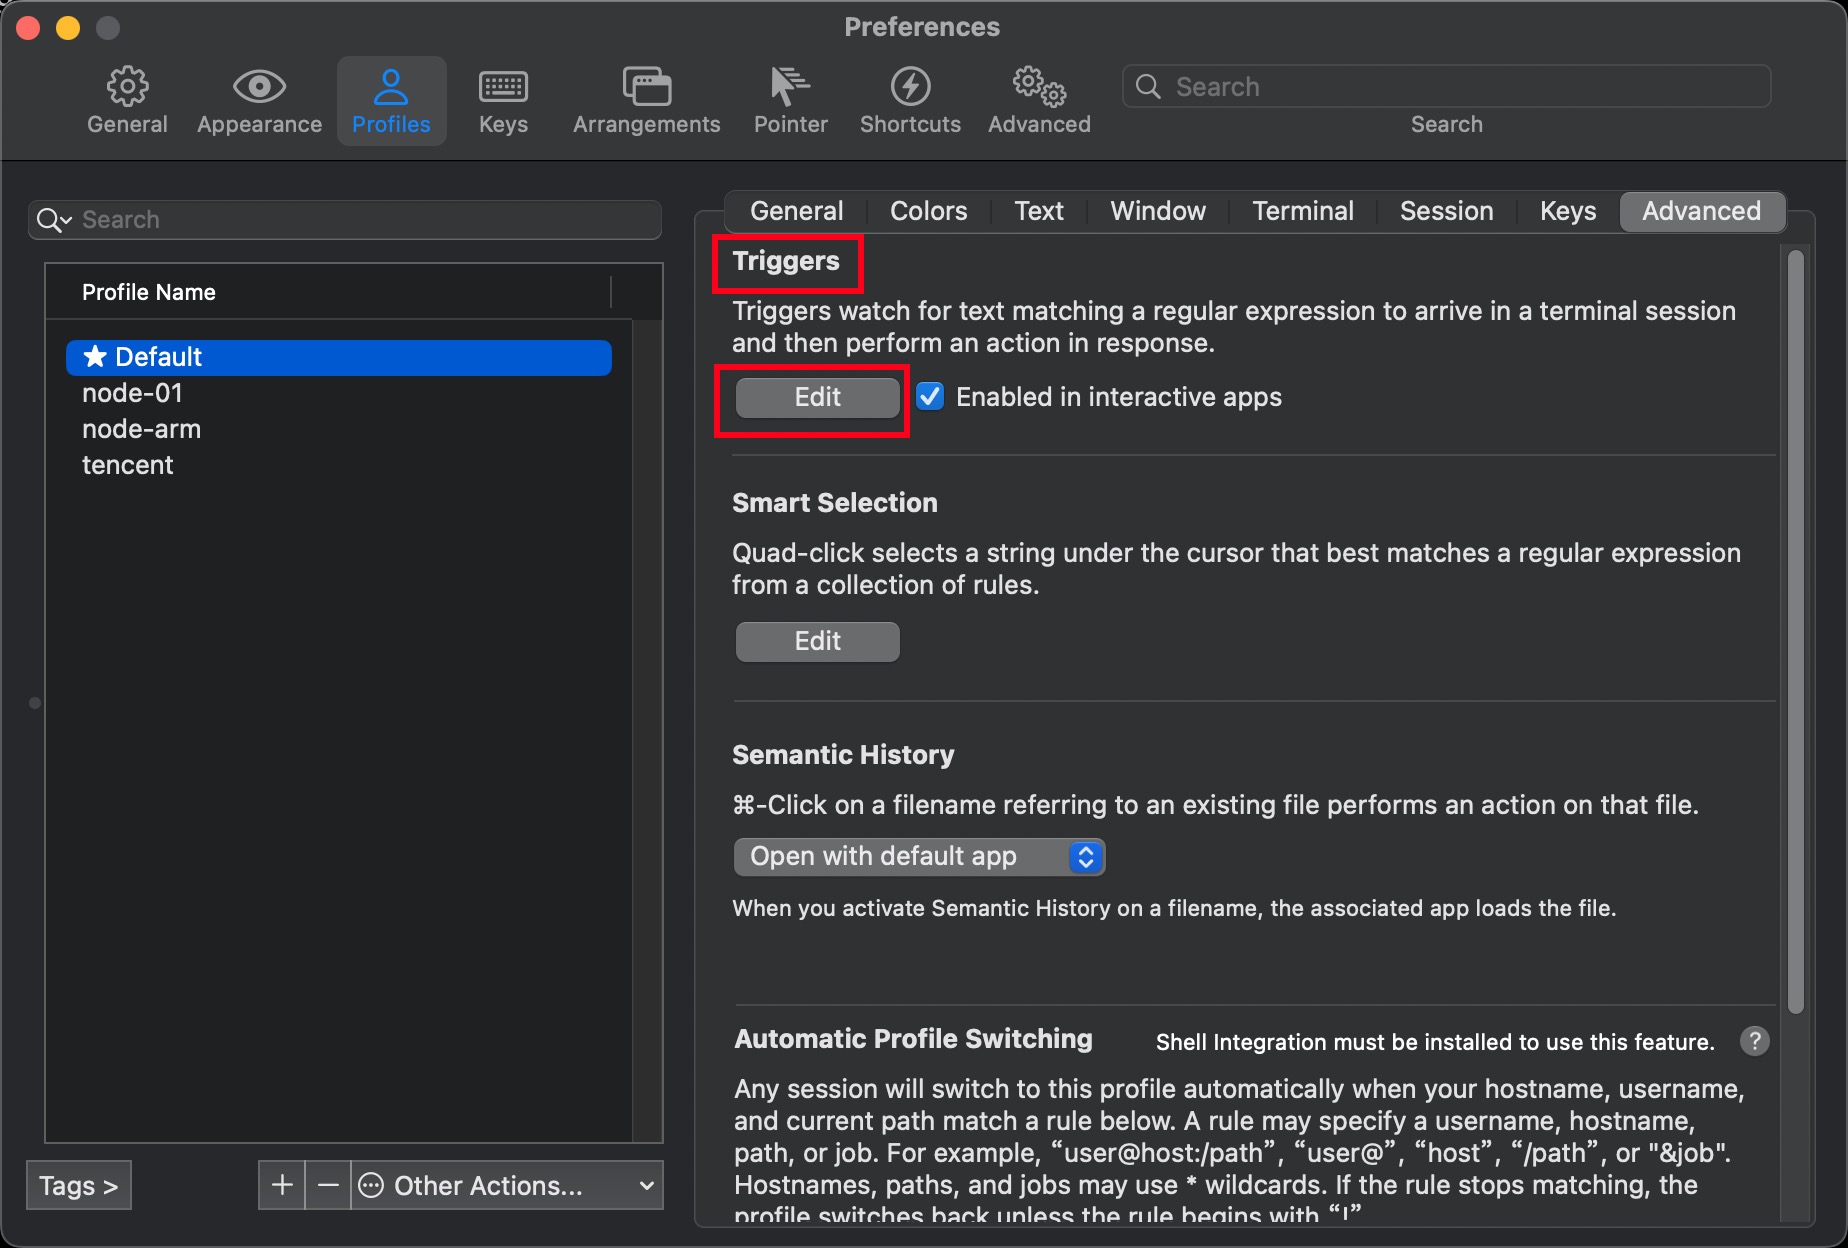 Preferences
General
Appearance
Profiles
Keys
Arrangements
Pointer
Shortcuts
Advanced
Search
Search
Search
Profile Name
★ Default
node-01
node-arm
tencent
Tags >
+
−
Other Actions...
General
Colors
Text
Window
Terminal
Session
Keys
Advanced
Triggers
Triggers watch for text matching a regular expression to arrive in a terminal session
and then perform an action in response.
Edit
Enabled in interactive apps
Smart Selection
Quad-click selects a string under the cursor that best matches a regular expression
from a collection of rules.
Edit
Semantic History
⌘-Click on a filename referring to an existing file performs an action on that file.
Open with default app
When you activate Semantic History on a filename, the associated app loads the file.
Automatic Profile Switching
Shell Integration must be installed to use this feature.
?
Any session will switch to this profile automatically when your hostname, username,
and current path match a rule below. A rule may specify a username, hostname,
path, or job. For example, “user@host:/path”, “user@”, “host”, “/path”, or "&job".
Hostnames, paths, and jobs may use * wildcards. If the rule stops matching, the
profile switches back unless the rule begins with “!”